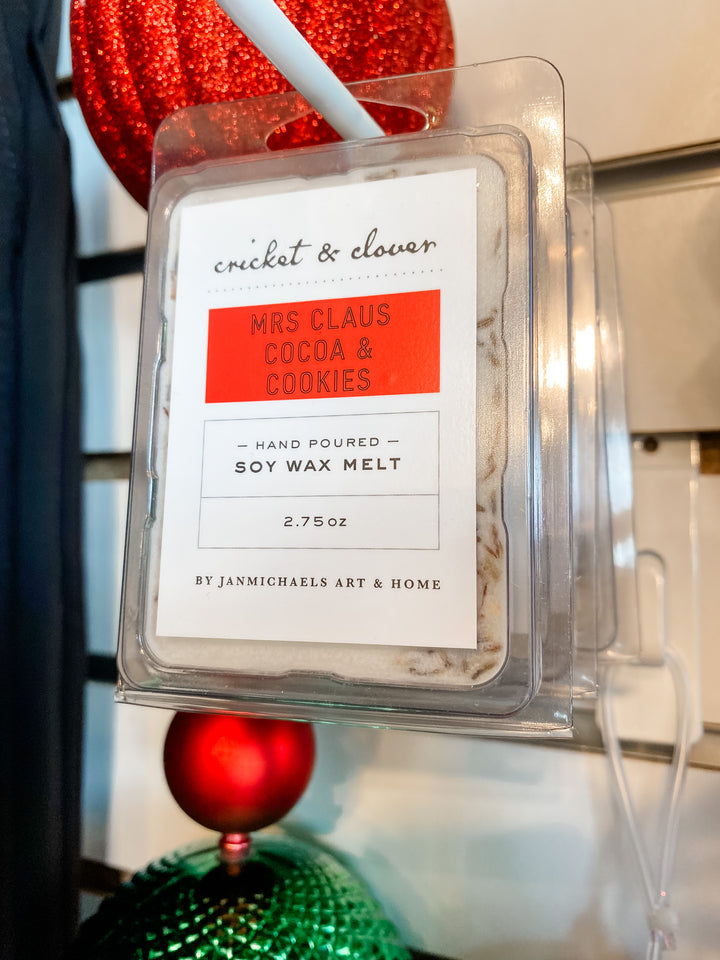 cricket & clover
MRS CLAUS
COCOA &
COOKIES
— HAND POURED —
SOY WAX MELT
2.75oz
BY JANMICHAELS ART & HOME